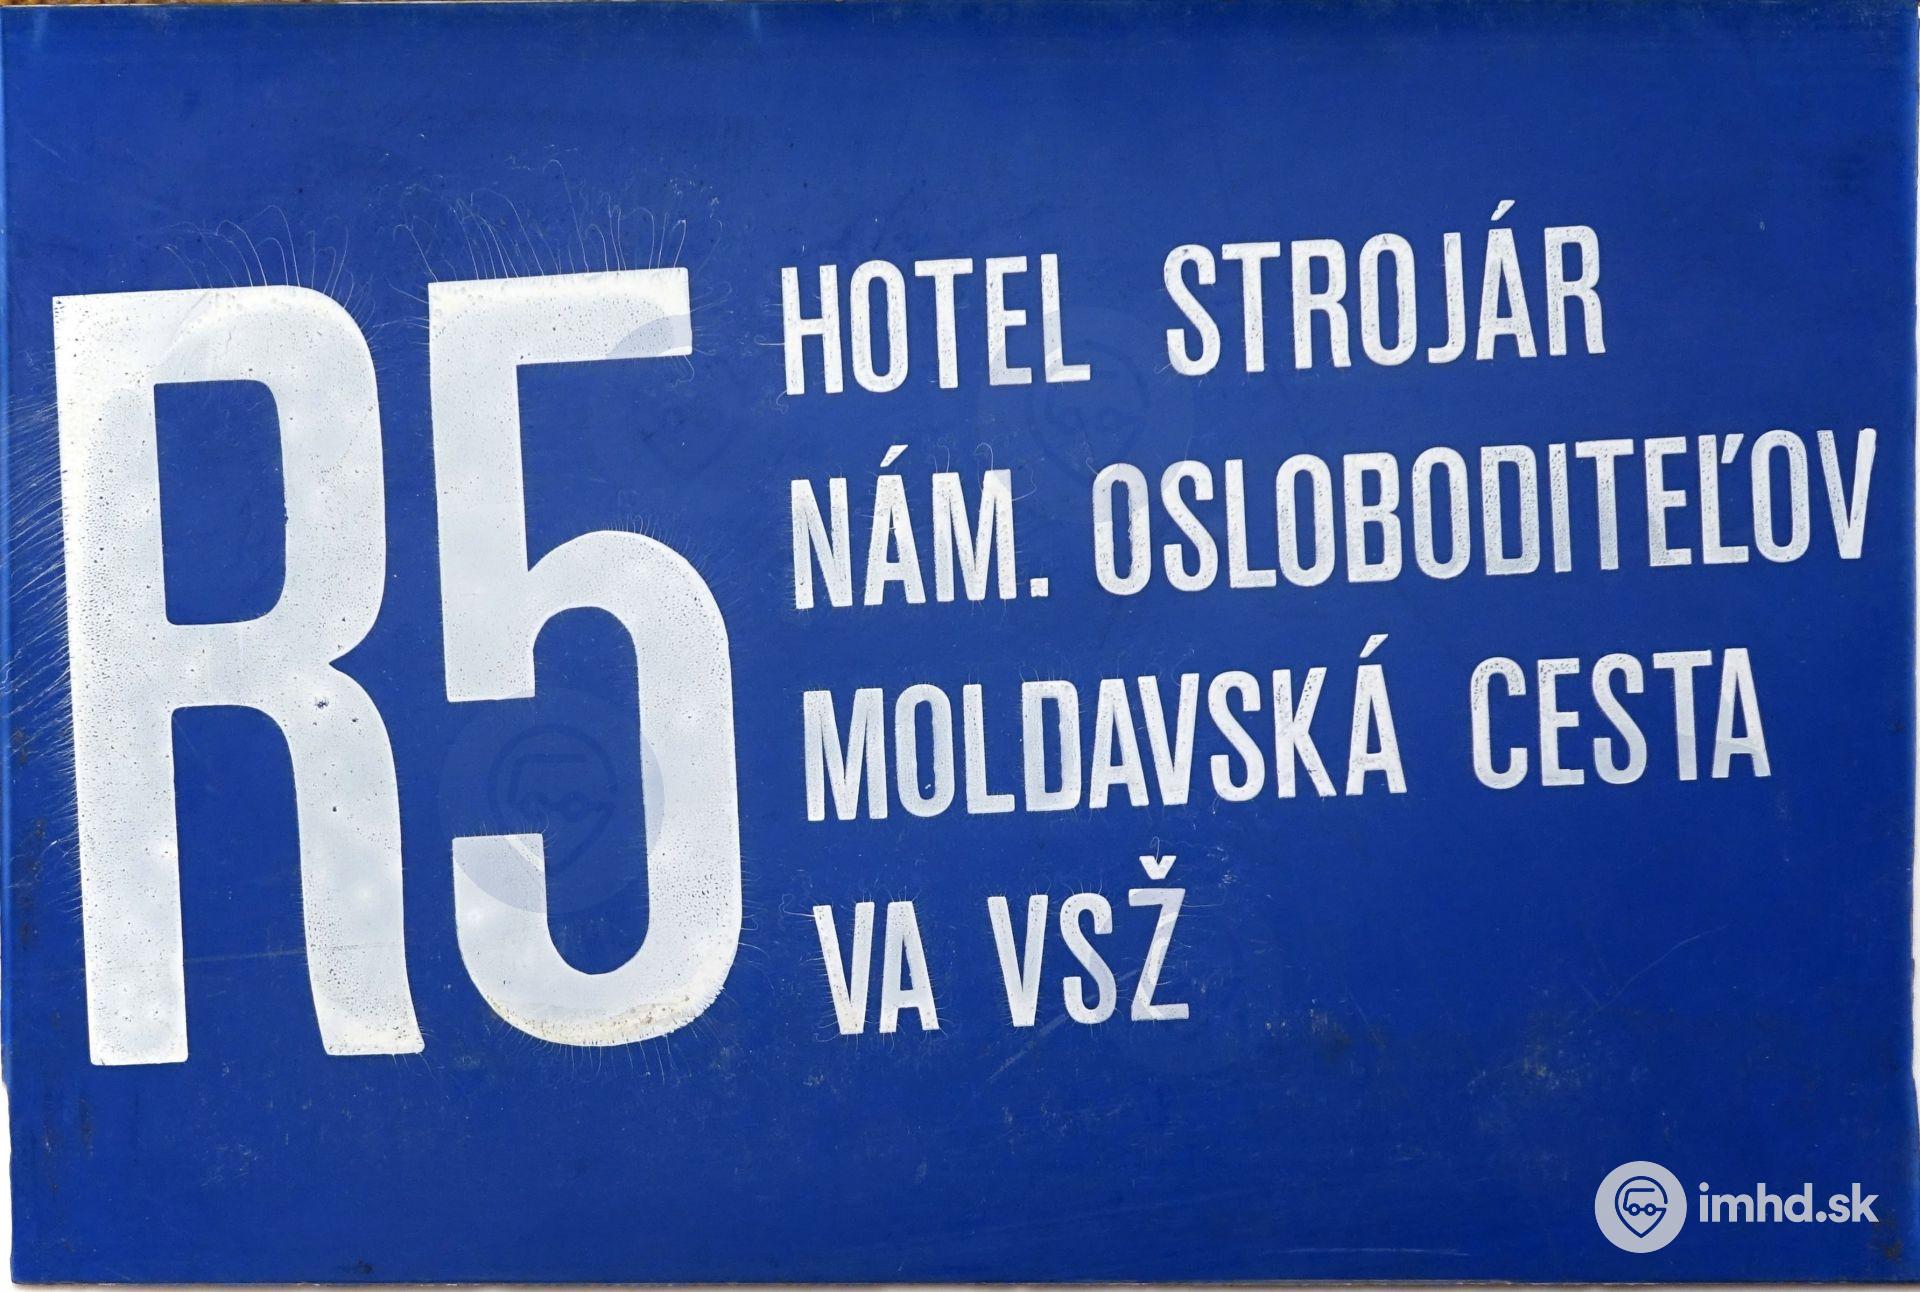 R5
HOTEL STROJÁR
NÁM. OSLOBODITEĽOV
MOLDAVSKÁ CESTA
VA VSŽ
imhd.sk